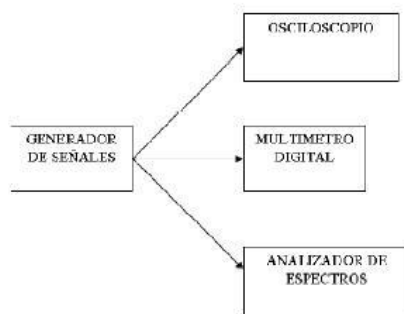 OSCILOSCOPIO
GENERADOR
DE SEÑALES
MULTIMETRO
DIGITAL
ANALIZADOR DE
ESPECTROS